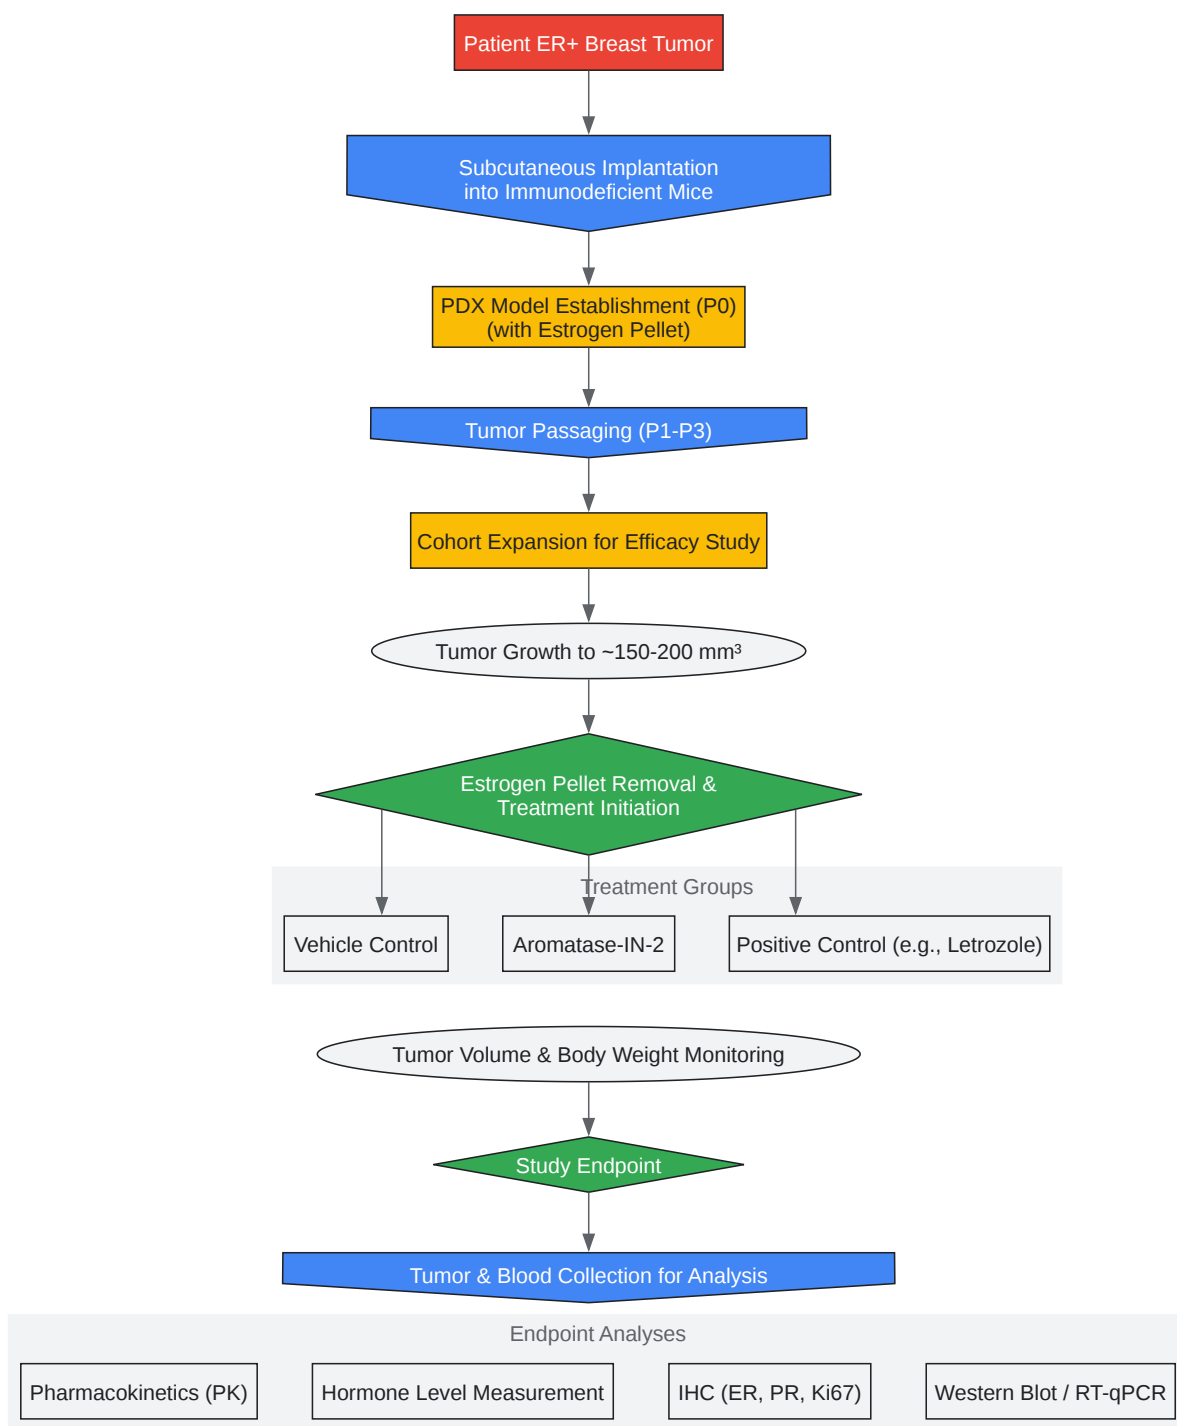 Patient ER+ Breast Tumor
Subcutaneous Implantation
into Immunodeficient Mice
PDX Model Establishment (P0)
(with Estrogen Pellet)
Tumor Passaging (P1-P3)
Cohort Expansion for Efficacy Study
Tumor Growth to ~150-200 mm³
Estrogen Pellet Removal &
Treatment Initiation
Treatment Groups
Vehicle Control
Aromatase-IN-2
Positive Control (e.g., Letrozole)
Tumor Volume & Body Weight Monitoring
Study Endpoint
Tumor & Blood Collection for Analysis
Endpoint Analyses
Pharmacokinetics (PK)
Hormone Level Measurement
IHC (ER, PR, Ki67)
Western Blot / RT-qPCR